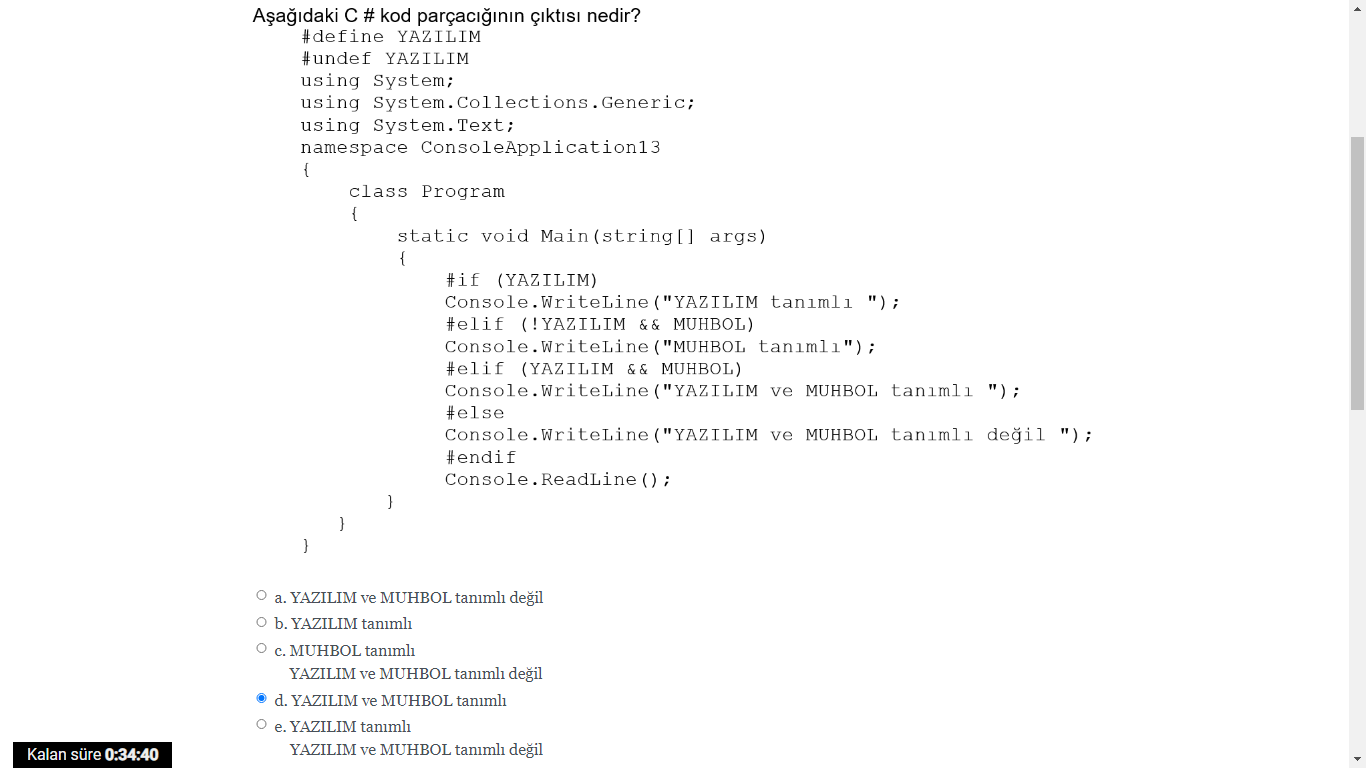 Aşağıdaki C # kod parçacığının çıktısı nedir?
#define YAZILIM
#undef YAZILIM
using System;
using System.Collections.Generic;
using System.Text;
namespace ConsoleApplication13
{
class Program
{
static void Main(string[] args)
{
#if (YAZILIM)
Console.WriteLine("YAZILIM tanımlı ");
#elif (!YAZILIM && MUHBOL)
Console.WriteLine("MUHBOL tanımlı");
#elif (YAZILIM && MUHBOL)
Console.WriteLine("YAZILIM ve MUHBOL tanımlı ");
#else
Console.WriteLine("YAZILIM ve MUHBOL tanımlı değil ");
#endif
Console.ReadLine();
}
}
}
a. YAZILIM ve MUHBOL tanımlı değil
b. YAZILIM tanımlı
c. MUHBOL tanımlı
YAZILIM ve MUHBOL tanımlı değil
d. YAZILIM ve MUHBOL tanımlı
e. YAZILIM tanımlı
YAZILIM ve MUHBOL tanımlı değil
Kalan süre 0:34:40